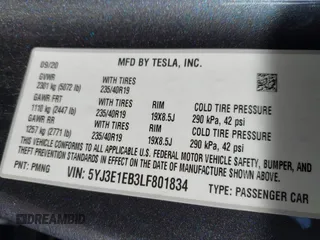 09/20
MFD BY TESLA, INC.
GVWR
2301 kg (5072 lb)
WITH TIRES
235/40R19
GAWR FRT
1110 kg (2447 lb)
WITH TIRES
235/40R19
RIM
19X8.5J
COLD TIRE PRESSURE
290 kPa, 42 psi
GAWR RR
1257 kg (2771 lb)
WITH TIRES
235/40R19
RIM
19X8.5J
COLD TIRE PRESSURE
290 kPa, 42 psi
THIS VEHICLE CONFORMS TO ALL APPLICABLE U.S. FEDERAL MOTOR VEHICLE SAFETY, BUMPER, AND
THEFT PREVENTION STANDARDS IN EFFECT ON THE DATE OF MANUFACTURE SHOWN ABOVE.
PNT: PMNG
VIN: 5YJ3E1EB3LF801834
TYPE: PASSENGER CAR
DREAMBID